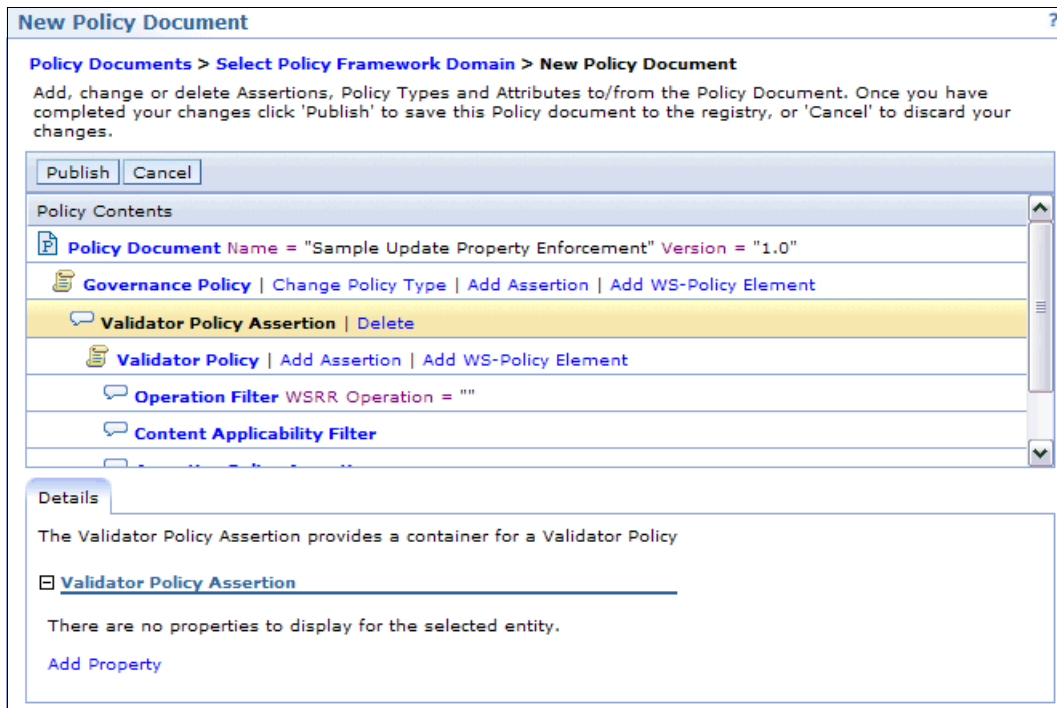 New Policy Document ?
Policy Documents > Select Policy Framework Domain > New Policy Document
Add, change or delete Assertions, Policy Types and Attributes to/from the Policy Document. Once you have
completed your changes click 'Publish' to save this Policy document to the registry, or 'Cancel' to discard your
changes.
Publish Cancel
Policy Contents
Policy Document Name = "Sample Update Property Enforcement" Version = "1.0"
Governance Policy | Change Policy Type | Add Assertion | Add WS-Policy Element
Validator Policy Assertion | Delete
Validator Policy | Add Assertion | Add WS-Policy Element
Operation Filter WSRR Operation = ""
Content Applicability Filter
Details
The Validator Policy Assertion provides a container for a Validator Policy
Validator Policy Assertion
There are no properties to display for the selected entity.
Add Property